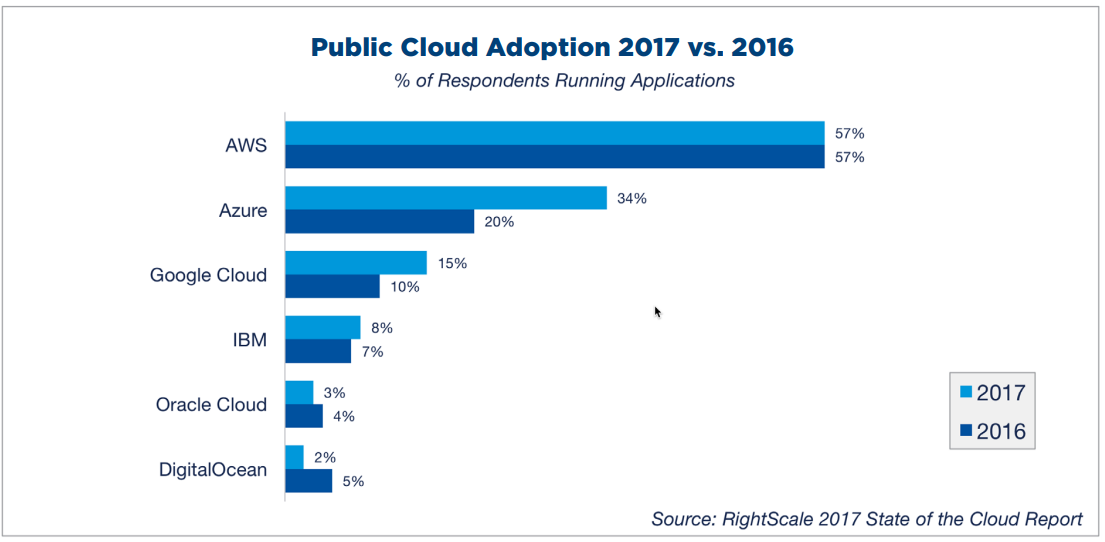 Public Cloud Adoption 2017 vs. 2016
% of Respondents Running Applications
AWS
57%
57%
Azure
34%
20%
Google Cloud
15%
10%
IBM
8%
7%
Oracle Cloud
3%
4%
DigitalOcean
2%
5%
2017
2016
Source: RightScale 2017 State of the Cloud Report